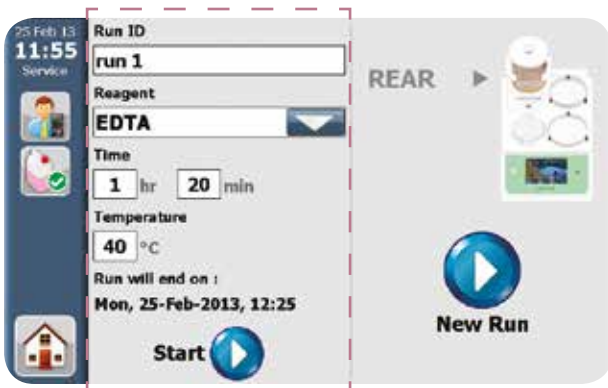 25 Feb 13
11:55
Service
Run ID
run 1
Reagent
EDTA
Time
1 hr 20 min
Temperature
40 °C
Run will end on :
Mon, 25-Feb-2013, 12:25
Start
REAR
New Run